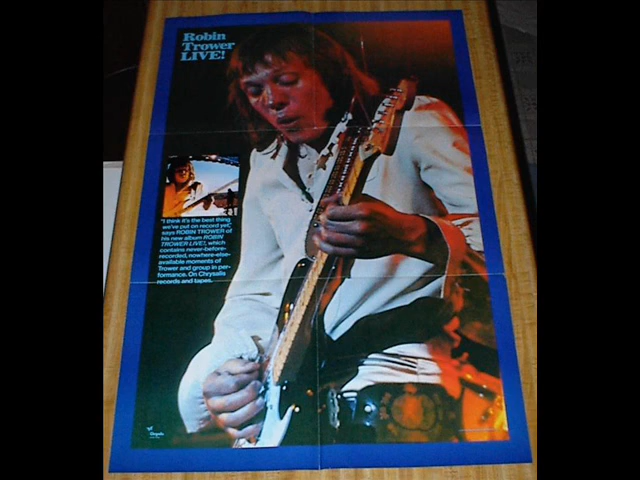 Robin
Trower
LIVE!
"I think it's the best thing
we've put on record yet,"
says ROBIN TROWER of
his new album ROBIN
TROWER LIVE!, which
contains never-before-
recorded, nowhere-else-
available moments of
Trower and group in per-
formance. On Chrysalis
records and tapes.
Chrysalis